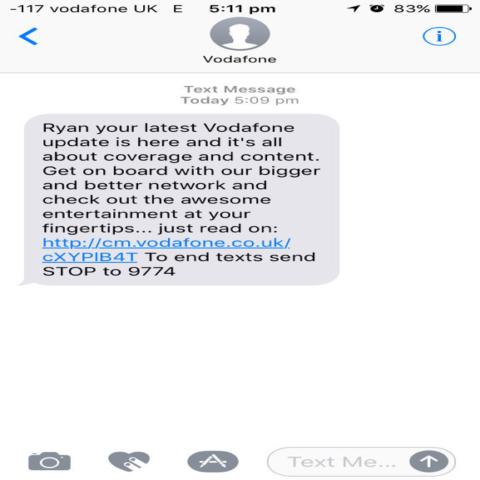 -117 vodafone UK E 5:11 pm 83%
Vodafone
Text Message
Today 5:09 pm
Ryan your latest Vodafone
update is here and it's all
about coverage and content.
Get on board with our bigger
and better network and
check out the awesome
entertainment at your
fingertips... just read on:
http://cm.vodafone.co.uk/
cXYPIB4T To end texts send
STOP to 9774
Text Me...